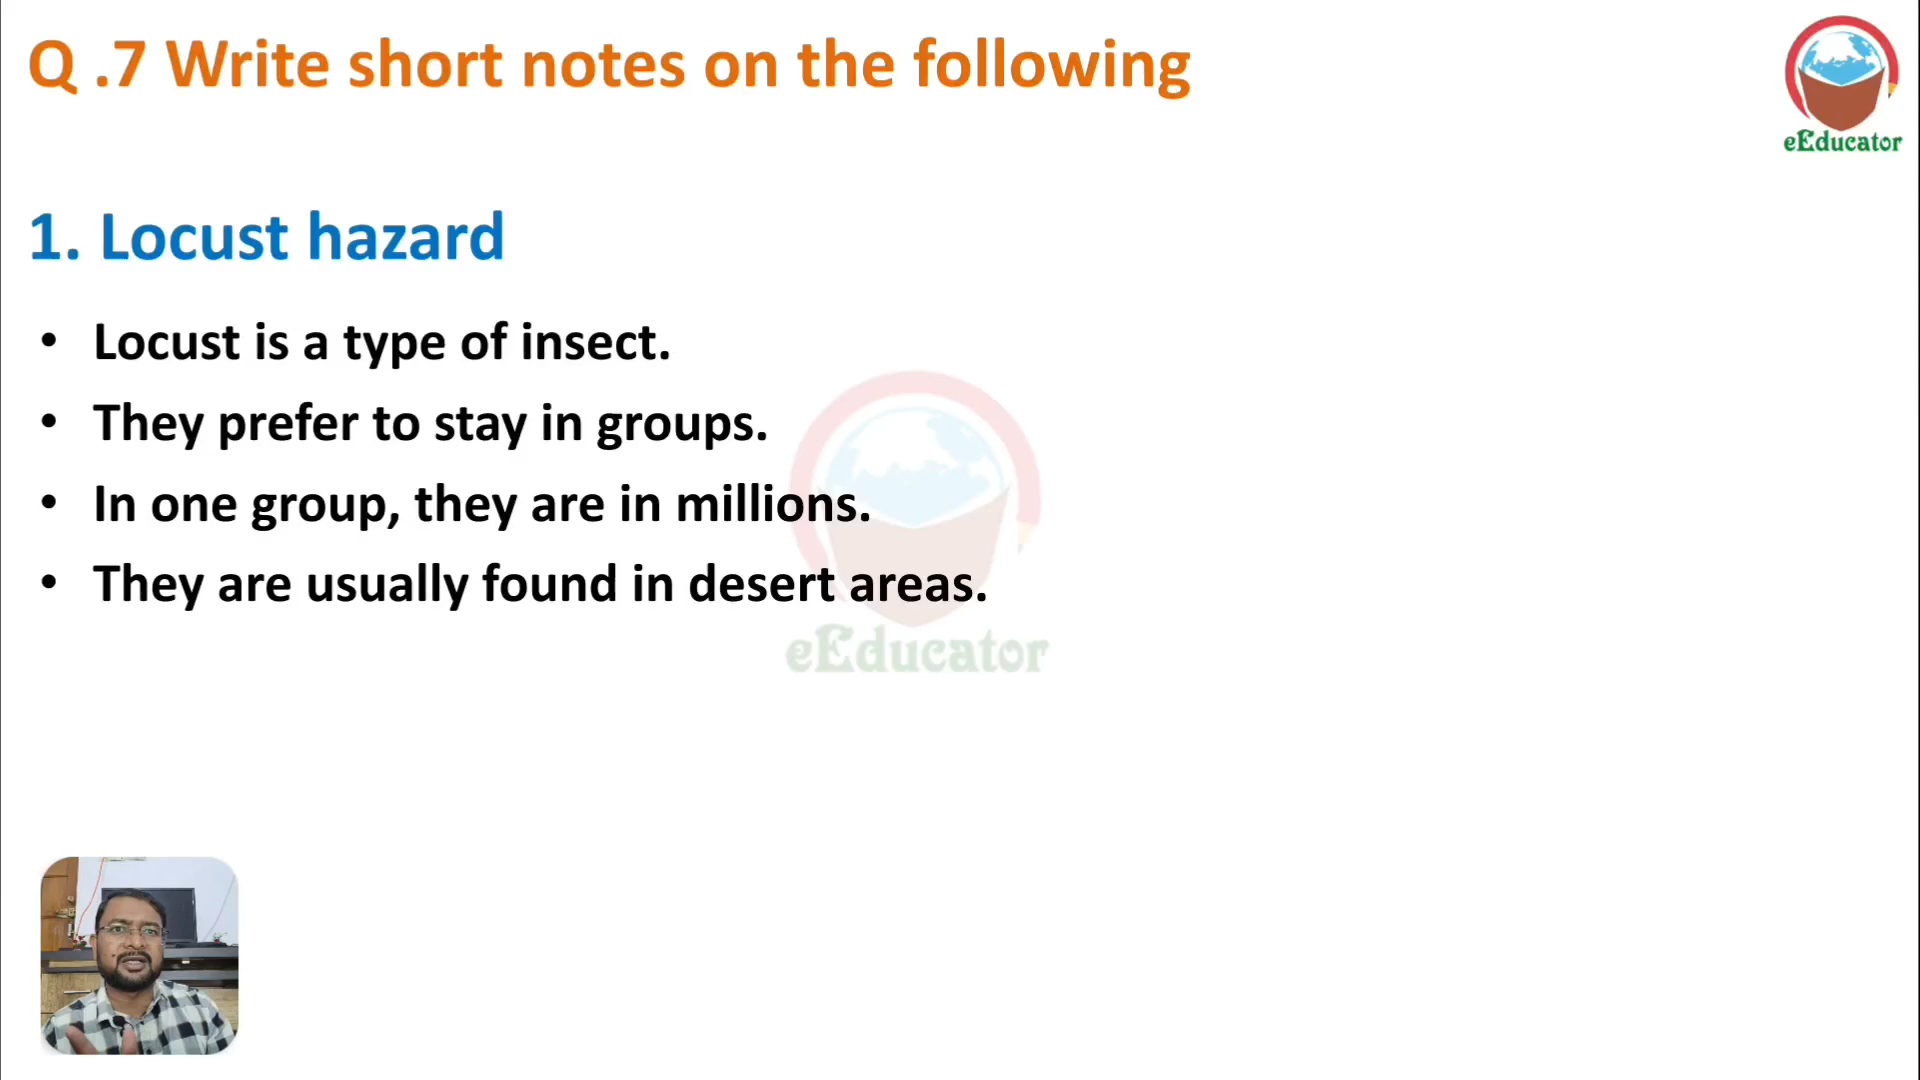 Q .7 Write short notes on the following
eEducator
1. Locust hazard
• Locust is a type of insect.
• They prefer to stay in groups.
• In one group, they are in millions.
• They are usually found in desert areas.
eEducator